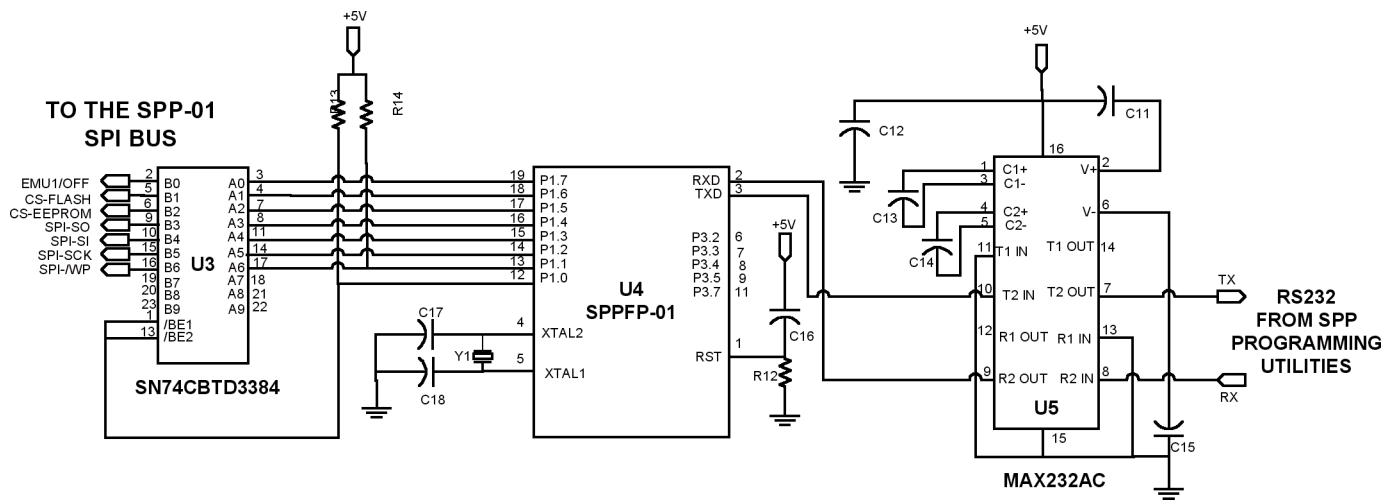 +5V
R13
R14
TO THE SPP-01
SPI BUS
EMU1/OFF
CS-FLASH
CS-EEPROM
SPI-SO
SPI-SI
SPI-SCK
SPI-/WP
2 B0 A0 3
5 B1 A1 4
6 B2 A2 7
9 B3 A3 8
10 B4 A4 11
15 B5 A5 14
16 B6 A6 17
19 B7 A7 18
20 B8 A8 21
23 B9 A9 22
1 /BE1
13 /BE2
U3
SN74CBTD3384
19 P1.7
18 P1.6
17 P1.5
16 P1.4
15 P1.3
14 P1.2
13 P1.1
12 P1.0
4 XTAL2
5 XTAL1
C17
Y1
C18
U4
SPPFP-01
RXD 2
TXD 3
P3.2 6
P3.3 7
P3.4 8
P3.5 9
P3.7 11
RST 1
+5V
C16
R12
+5V
C12
C11
C13
C14
16
1 C1+
3 C1-
4 C2+
5 C2-
11 T1 IN
10 T2 IN
12 R1 OUT
9 R2 OUT
V+ 2
V- 6
T1 OUT 14
T2 OUT 7
R1 IN 13
R2 IN 8
U5
15
C15
MAX232AC
TX
RS232
FROM SPP
PROGRAMMING
UTILITIES
RX